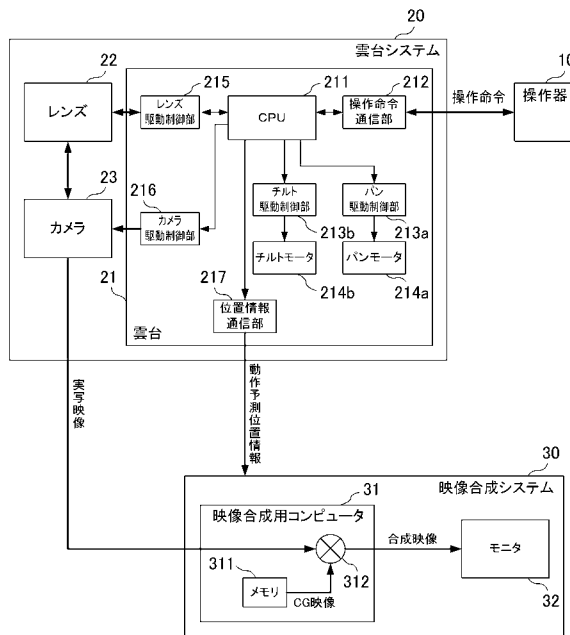 20
雲台システム
22
レンズ
215
レンズ
駆動制御部
211
CPU
212
操作命令
通信部
操作命令
10
操作器
23
カメラ
216
カメラ
駆動制御部
チルト
駆動制御部
213b
パン
駆動制御部
213a
チルトモータ
214b
パンモータ
214a
21
217
位置情報
通信部
雲台
実写映像
動作予測位置情報
30
映像合成システム
31
映像合成用コンピュータ
311
メモリ
CG映像
312
合成映像
モニタ
32